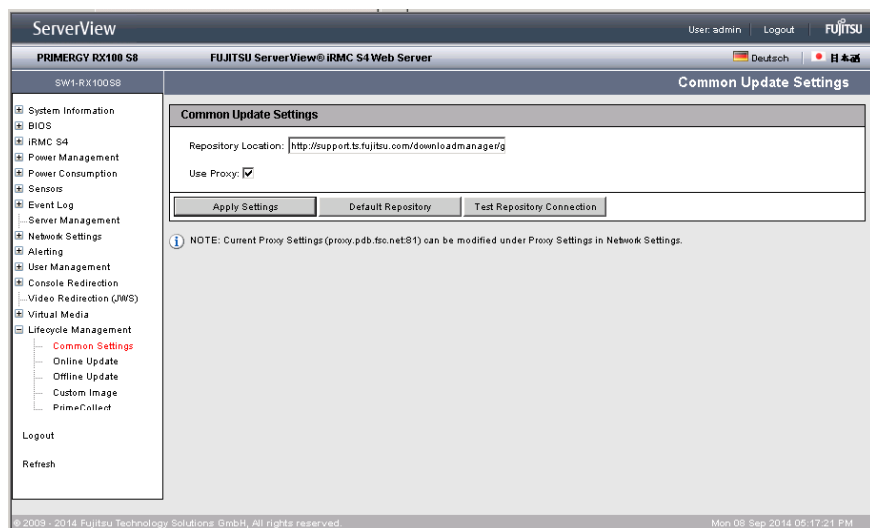 ServerView
User: admin Logout FUJITSU
PRIMERGY RX100 S8 FUJITSU ServerView® iRMC S4 Web Server Deutsch 日本語
SW1-RX100S8 Common Update Settings
System Information
BIOS
iRMC S4
Power Management
Power Consumption
Sensors
Event Log
Server Management
Network Settings
Alerting
User Management
Console Redirection
Video Redirection (JWS)
Virtual Media
Lifecycle Management
Common Settings
Online Update
Offline Update
Custom Image
PrimeCollect
Logout
Refresh
Common Update Settings
Repository Location: http://support.ts.fujitsu.com/downloadmanager/g
Use Proxy:
Apply Settings Default Repository Test Repository Connection
NOTE: Current Proxy Settings (proxy.pdb.fsc.net:81) can be modified under Proxy Settings in Network Settings.
© 2009 - 2014 Fujitsu Technology Solutions GmbH, All rights reserved. Mon 08 Sep 2014 05:17:21 PM